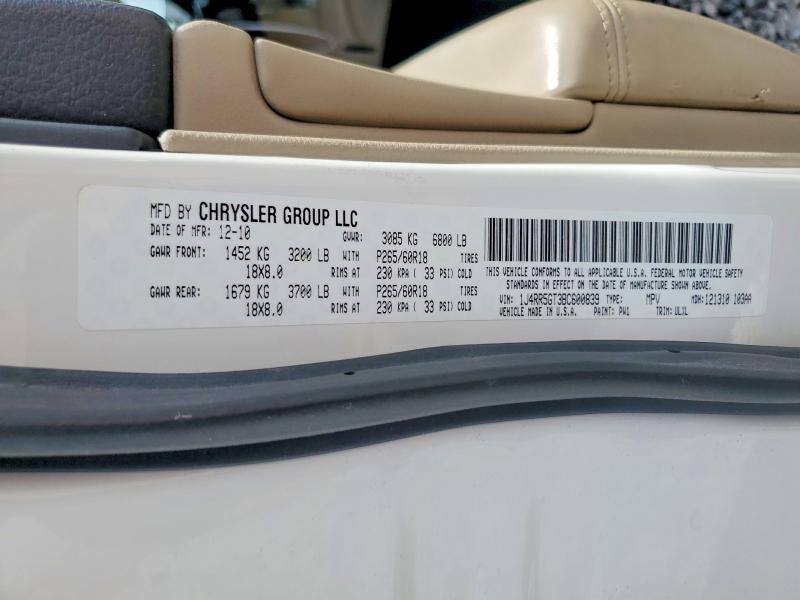 MFD BY CHRYSLER GROUP LLC
DATE OF MFR: 12-10 GVWR: 3085 KG 6800 LB
GAWR FRONT: 1452 KG 3200 LB WITH P265/60R18 TIRES
18X8.0 RIMS AT 230 KPA ( 33 PSI) COLD
GAWR REAR: 1679 KG 3700 LB WITH P265/60R18 TIRES
18X8.0 RIMS AT 230 KPA ( 33 PSI) COLD
THIS VEHICLE CONFORMS TO ALL APPLICABLE U.S.A. FEDERAL MOTOR VEHICLE SAFETY
STANDARDS IN EFFECT ON THE DATE OF MANUFACTURE SHOWN ABOVE.
VIN: 1J4RR5GT3BC600839 TYPE: MPV MDH: 121310 103AA
VEHICLE MADE IN U.S.A. PAINT: PW1 TRIM: ULXL